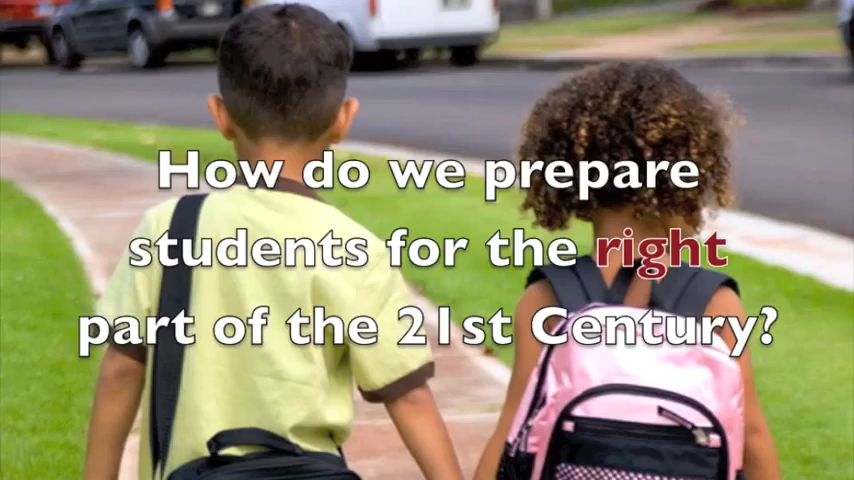 How do we prepare
students for the right
part of the 21st Century?